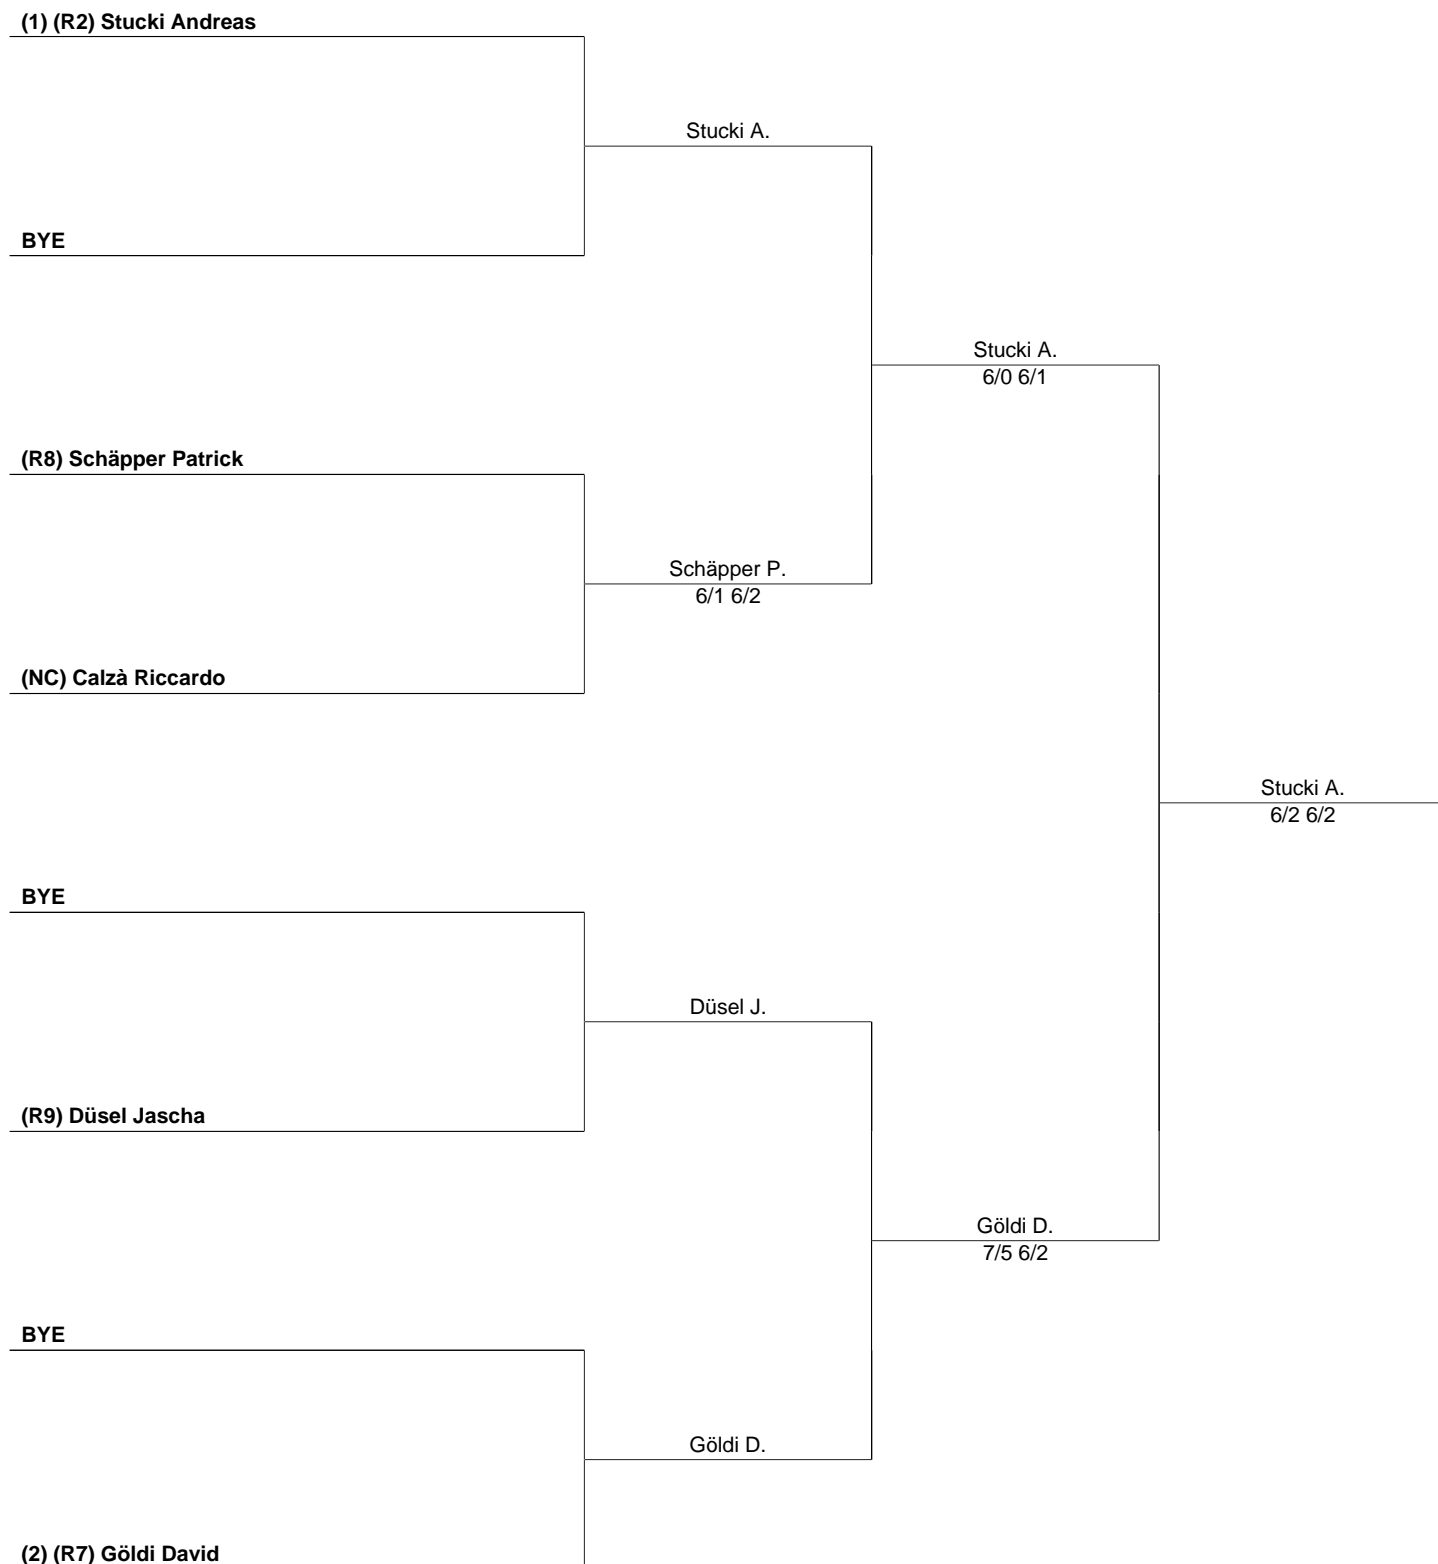 (1) (R2) Stucki Andreas
Stucki A.
BYE
Stucki A.
6/0 6/1
(R8) Schäpper Patrick
Schäpper P.
6/1 6/2
(NC) Calzà Riccardo
Stucki A.
6/2 6/2
BYE
Düsel J.
(R9) Düsel Jascha
Göldi D.
7/5 6/2
BYE
Göldi D.
(2) (R7) Göldi David